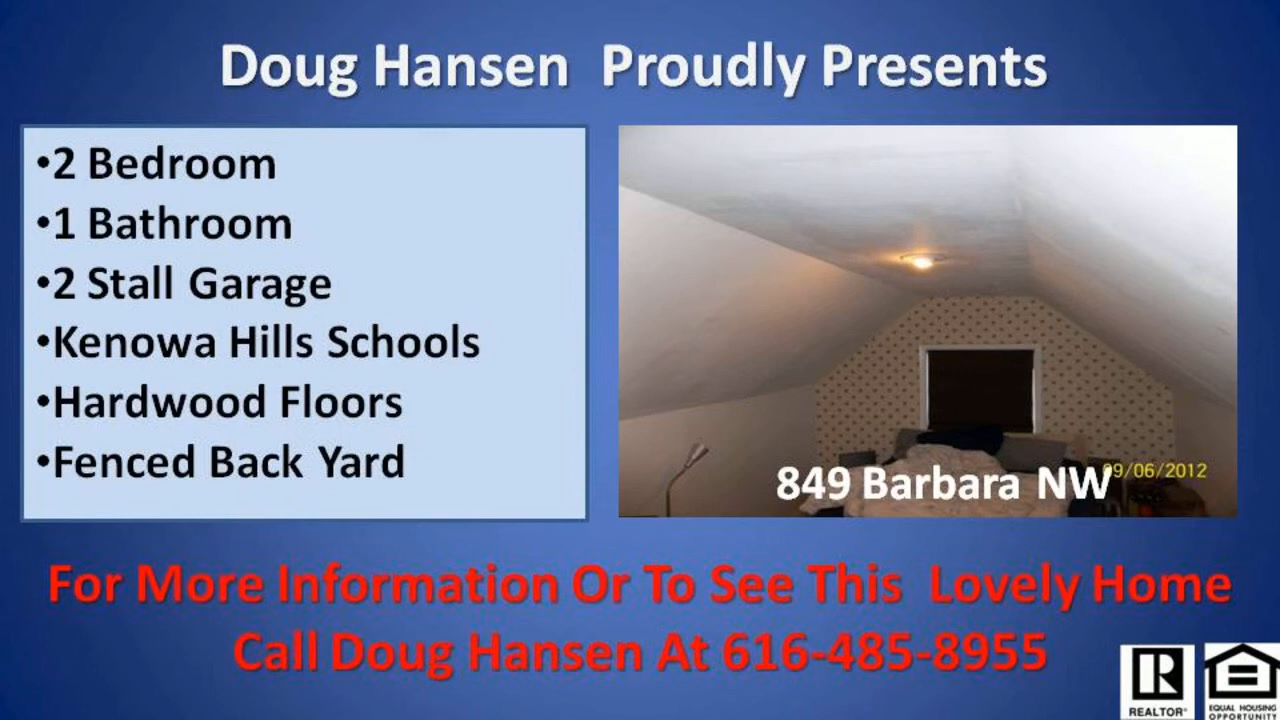 Doug Hansen Proudly Presents
•2 Bedroom
•1 Bathroom
•2 Stall Garage
•Kenowa Hills Schools
•Hardwood Floors
•Fenced Back Yard
849 Barbara NW
09/06/2012
For More Information Or To See This Lovely Home
Call Doug Hansen At 616-485-8955
REALTOR®
EQUAL HOUSING
OPPORTUNITY